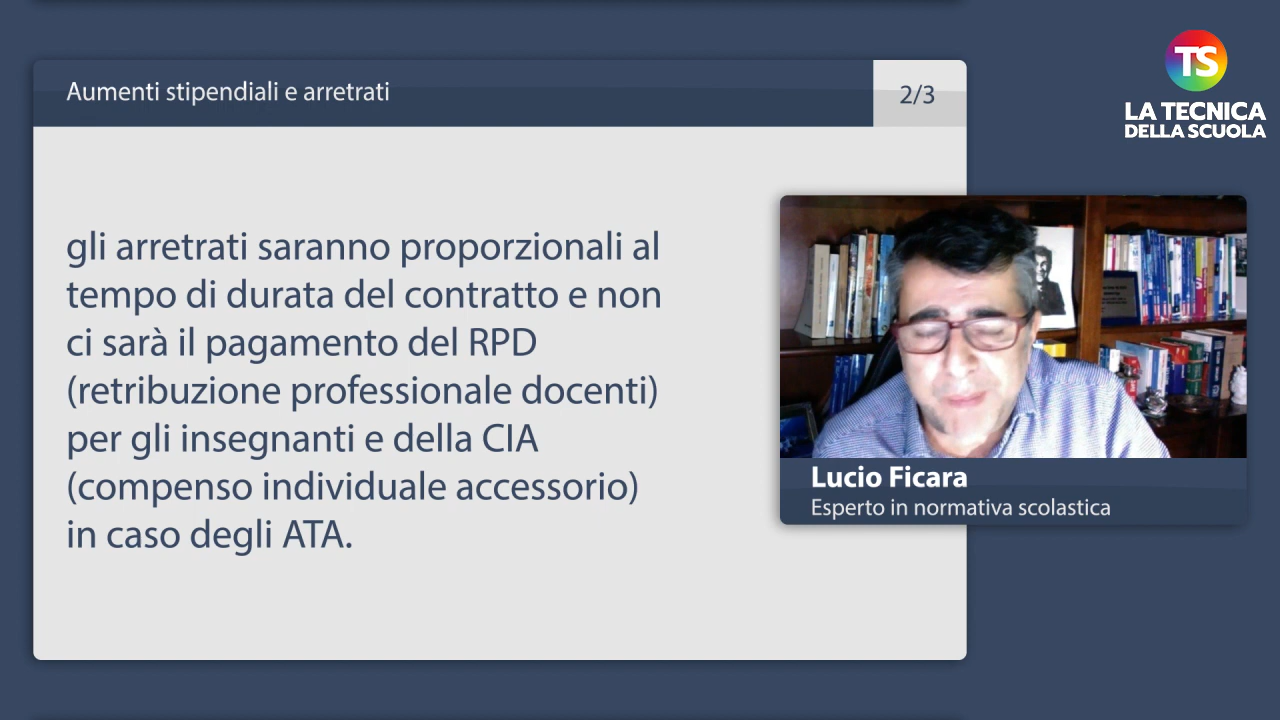 Aumenti stipendiali e arretrati
2/3
gli arretrati saranno proporzionali al
tempo di durata del contratto e non
ci sarà il pagamento del RPD
(retribuzione professionale docenti)
per gli insegnanti e della CIA
(compenso individuale accessorio)
in caso degli ATA.
TS
LA TECNICA
DELLA SCUOLA
Lucio Ficara
Esperto in normativa scolastica